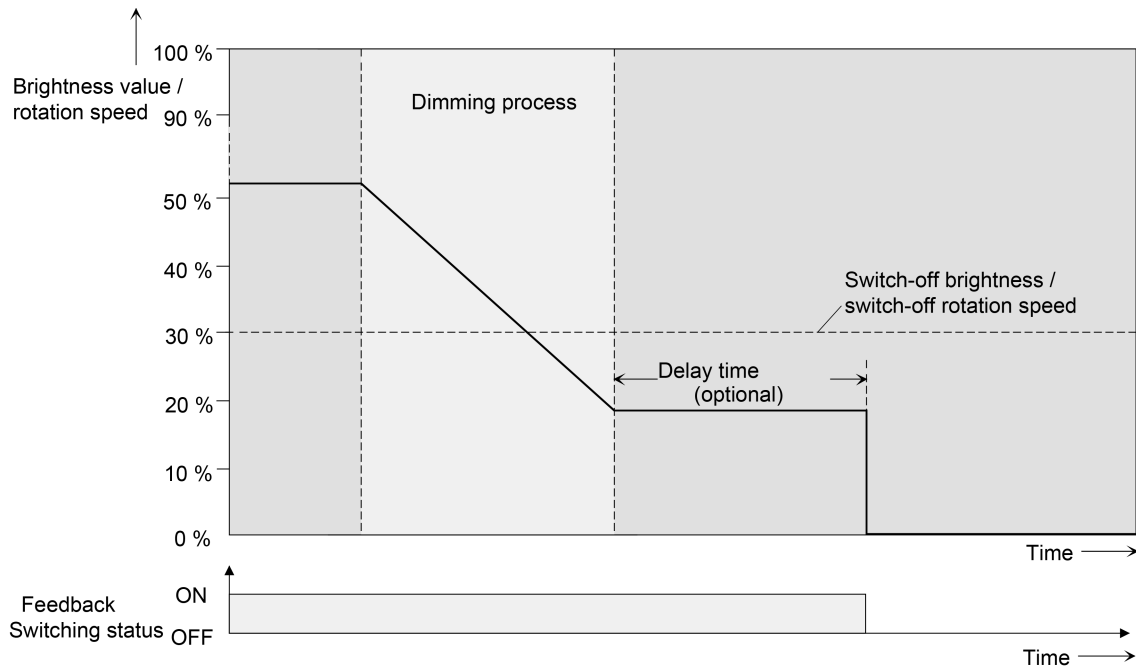 100 %
Brightness value /
rotation speed
90 %
Dimming process
50 %
40 %
Switch-off brightness /
switch-off rotation speed
30 %
Delay time
(optional)
20 %
10 %
0 %
Time
ON
Feedback
Switching status
OFF
Time